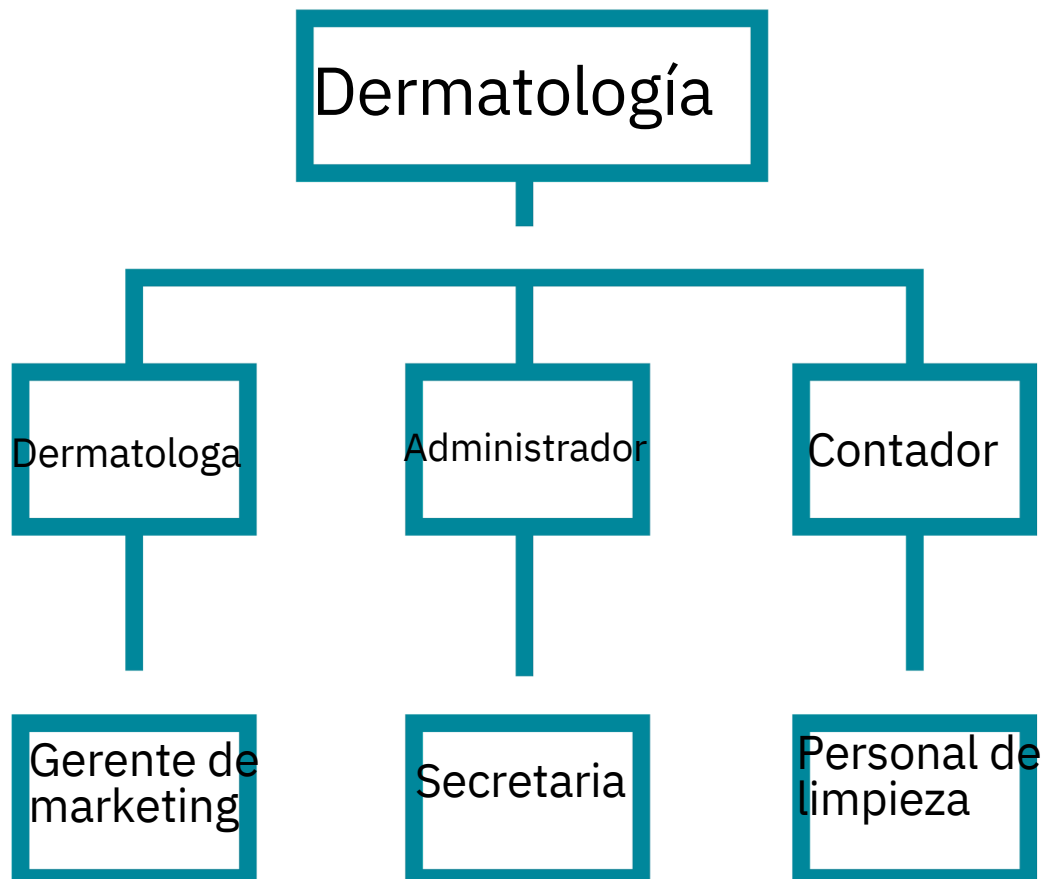 Dermatología
Dermatologa
Administrador
Contador
Gerente de
marketing
Secretaria
Personal de
limpieza